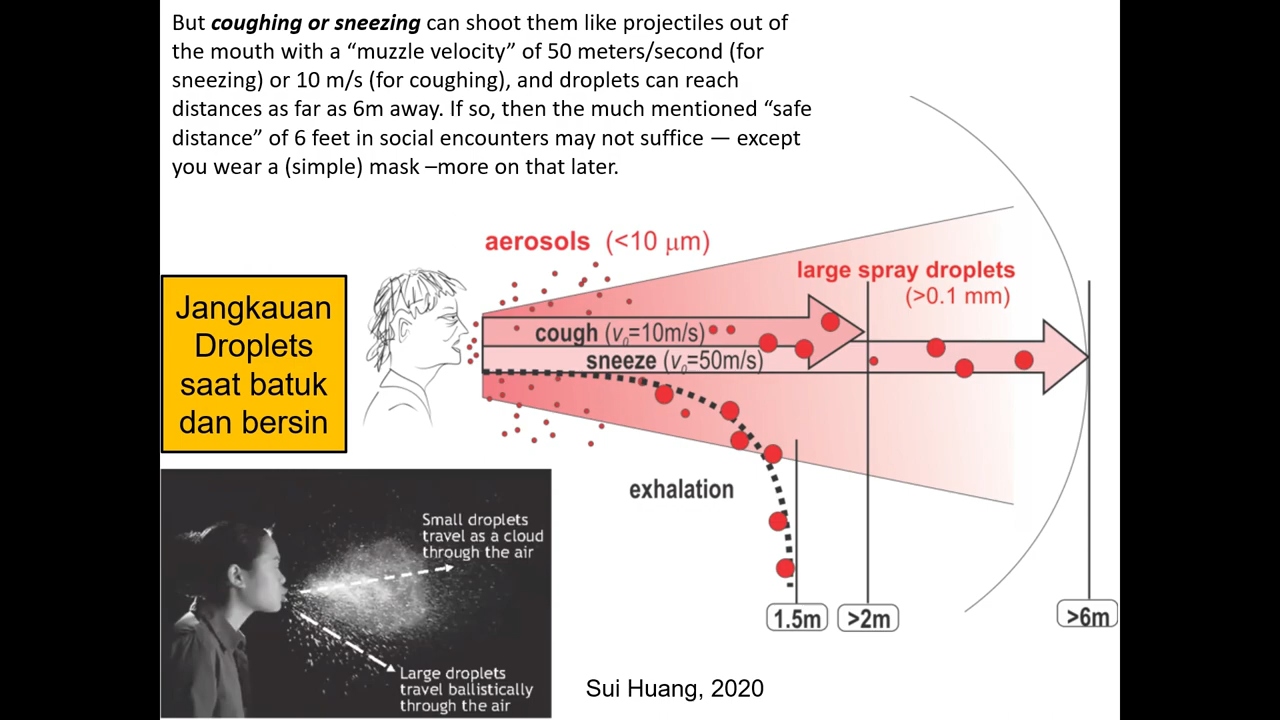 But coughing or sneezing can shoot them like projectiles out of
the mouth with a “muzzle velocity” of 50 meters/second (for
sneezing) or 10 m/s (for coughing), and droplets can reach
distances as far as 6m away. If so, then the much mentioned “safe
distance” of 6 feet in social encounters may not suffice — except
you wear a (simple) mask –more on that later.
aerosols (<10 μm)
large spray droplets
(>0.1 mm)
Jangkauan
Droplets
saat batuk
dan bersin
cough (v₀=10m/s)
sneeze (v₀=50m/s)
exhalation
Small droplets
travel as a cloud
through the air
Large droplets
travel ballistically
through the air
1.5m
>2m
>6m
Sui Huang, 2020